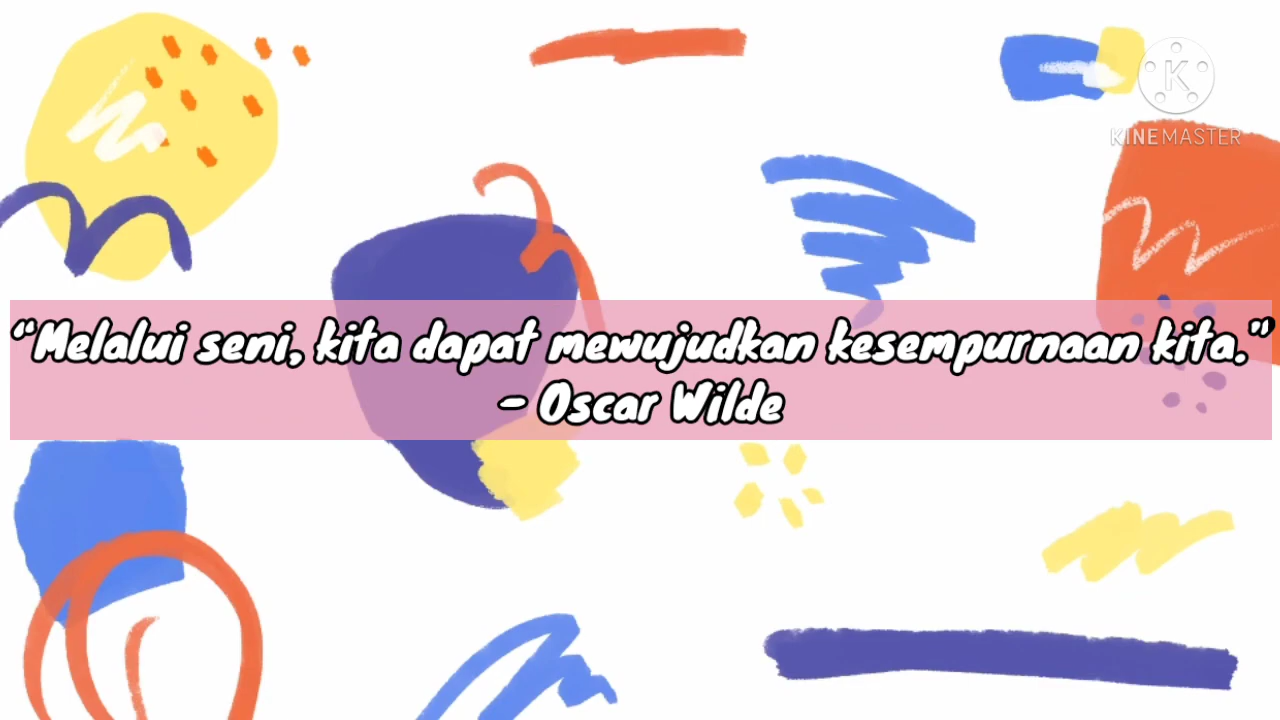 K
KINEMASTER
“Melalui seni, kita dapat mewujudkan kesempurnaan kita.”
- Oscar Wilde